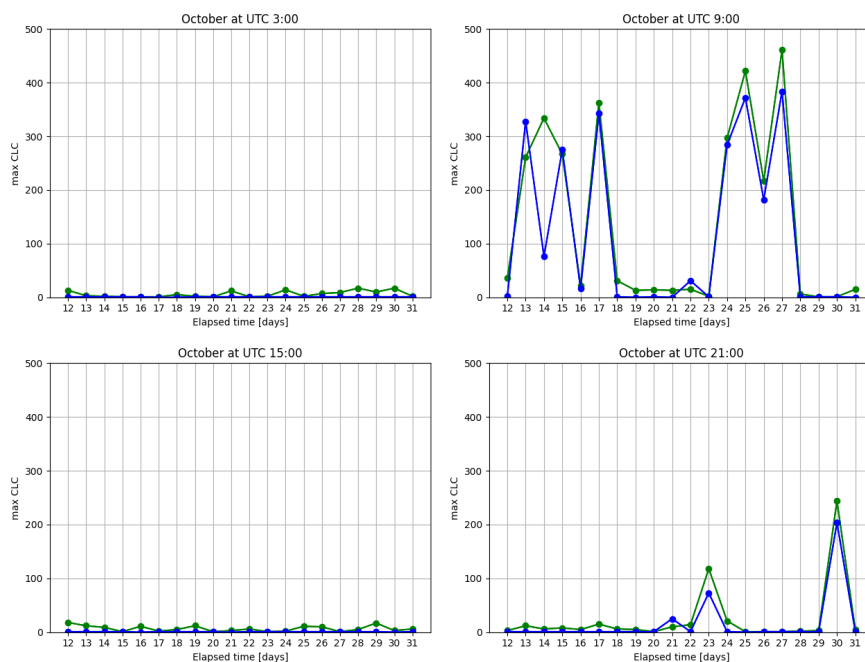 October at UTC 3:00
500
400
300
200
100
0
max CLC
12 13 14 15 16 17 18 19 20 21 22 23 24 25 26 27 28 29 30 31
Elapsed time [days]
October at UTC 9:00
500
400
300
200
100
0
max CLC
12 13 14 15 16 17 18 19 20 21 22 23 24 25 26 27 28 29 30 31
Elapsed time [days]
October at UTC 15:00
500
400
300
200
100
0
max CLC
12 13 14 15 16 17 18 19 20 21 22 23 24 25 26 27 28 29 30 31
Elapsed time [days]
October at UTC 21:00
500
400
300
200
100
0
max CLC
12 13 14 15 16 17 18 19 20 21 22 23 24 25 26 27 28 29 30 31
Elapsed time [days]